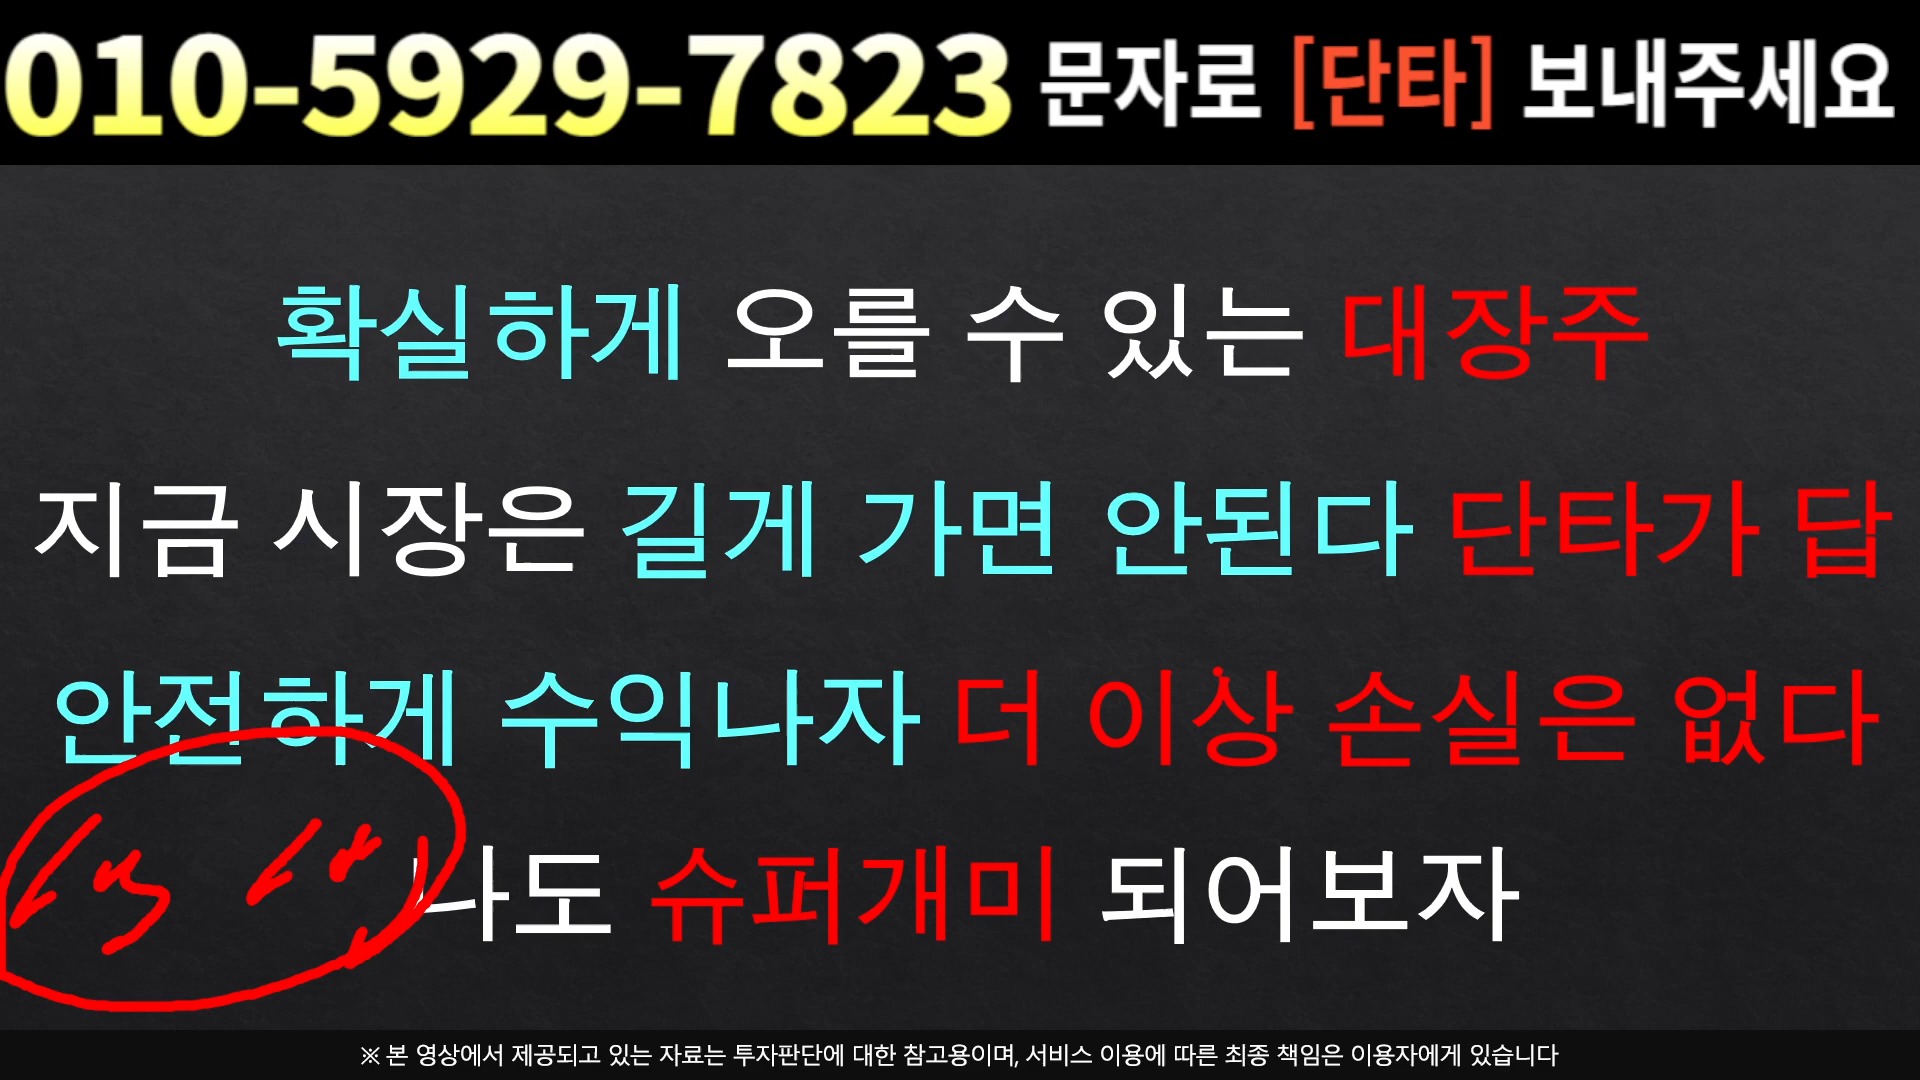 010-5929-7823 문자로 [단타] 보내주세요
확실하게 오를 수 있는 대장주
지금 시장은 길게 가면 안된다 단타가 답
안전하게 수익나자 더 이상 손실은 없다
나도 슈퍼개미 되어보자
※ 본 영상에서 제공되고 있는 자료는 투자판단에 대한 참고용이며, 서비스 이용에 따른 최종 책임은 이용자에게 있습니다